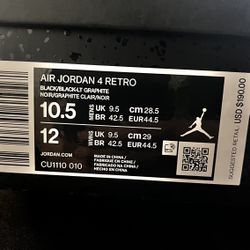 AIR JORDAN 4 RETRO
BLACK/BLACK-LT GRAPHITE
NOIR/GRAPHITE CLAIR/NOIR
10.5 MENS UK 9.5 cm 28.5
BR 42.5 EUR 44.5
12 WMNS UK 9.5 cm 29
BR 42.5 EUR 44.5
JORDAN.COM
CU1110 010
MADE IN CHINA /
FABRIQUÉ EN CHINE /
HECHO EN CHINA /
SUGGESTED RETAIL USD $190.00